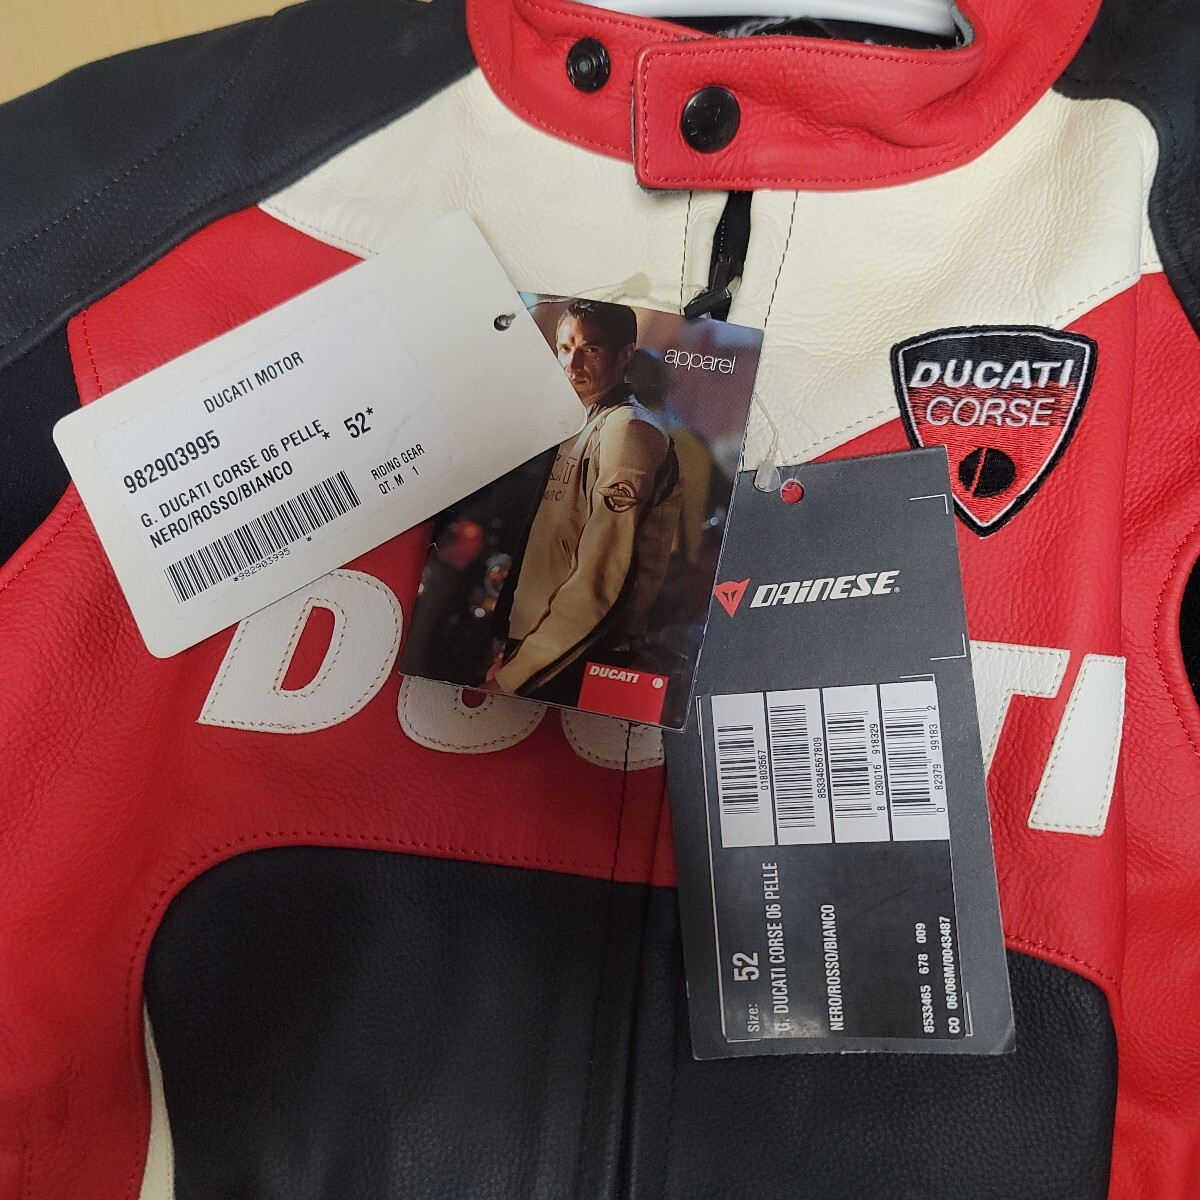 DUCATI MOTOR
982903995
G. DUCATI CORSE 06 PELLE * 52*
NERO/ROSSO/BIANCO
RIDING GEAR
QT. M 1
*982903995 *
apparel
DUCATI
DUCATI
CORSE
DAiNESE
01803567
853346567809
8 030016 918329
0 82379 99183 2
Size: 52
G. DUCATI CORSE 06 PELLE
NERO/ROSSO/BIANCO
8533465 678 009
CO 06/06M/0043487
D
TI